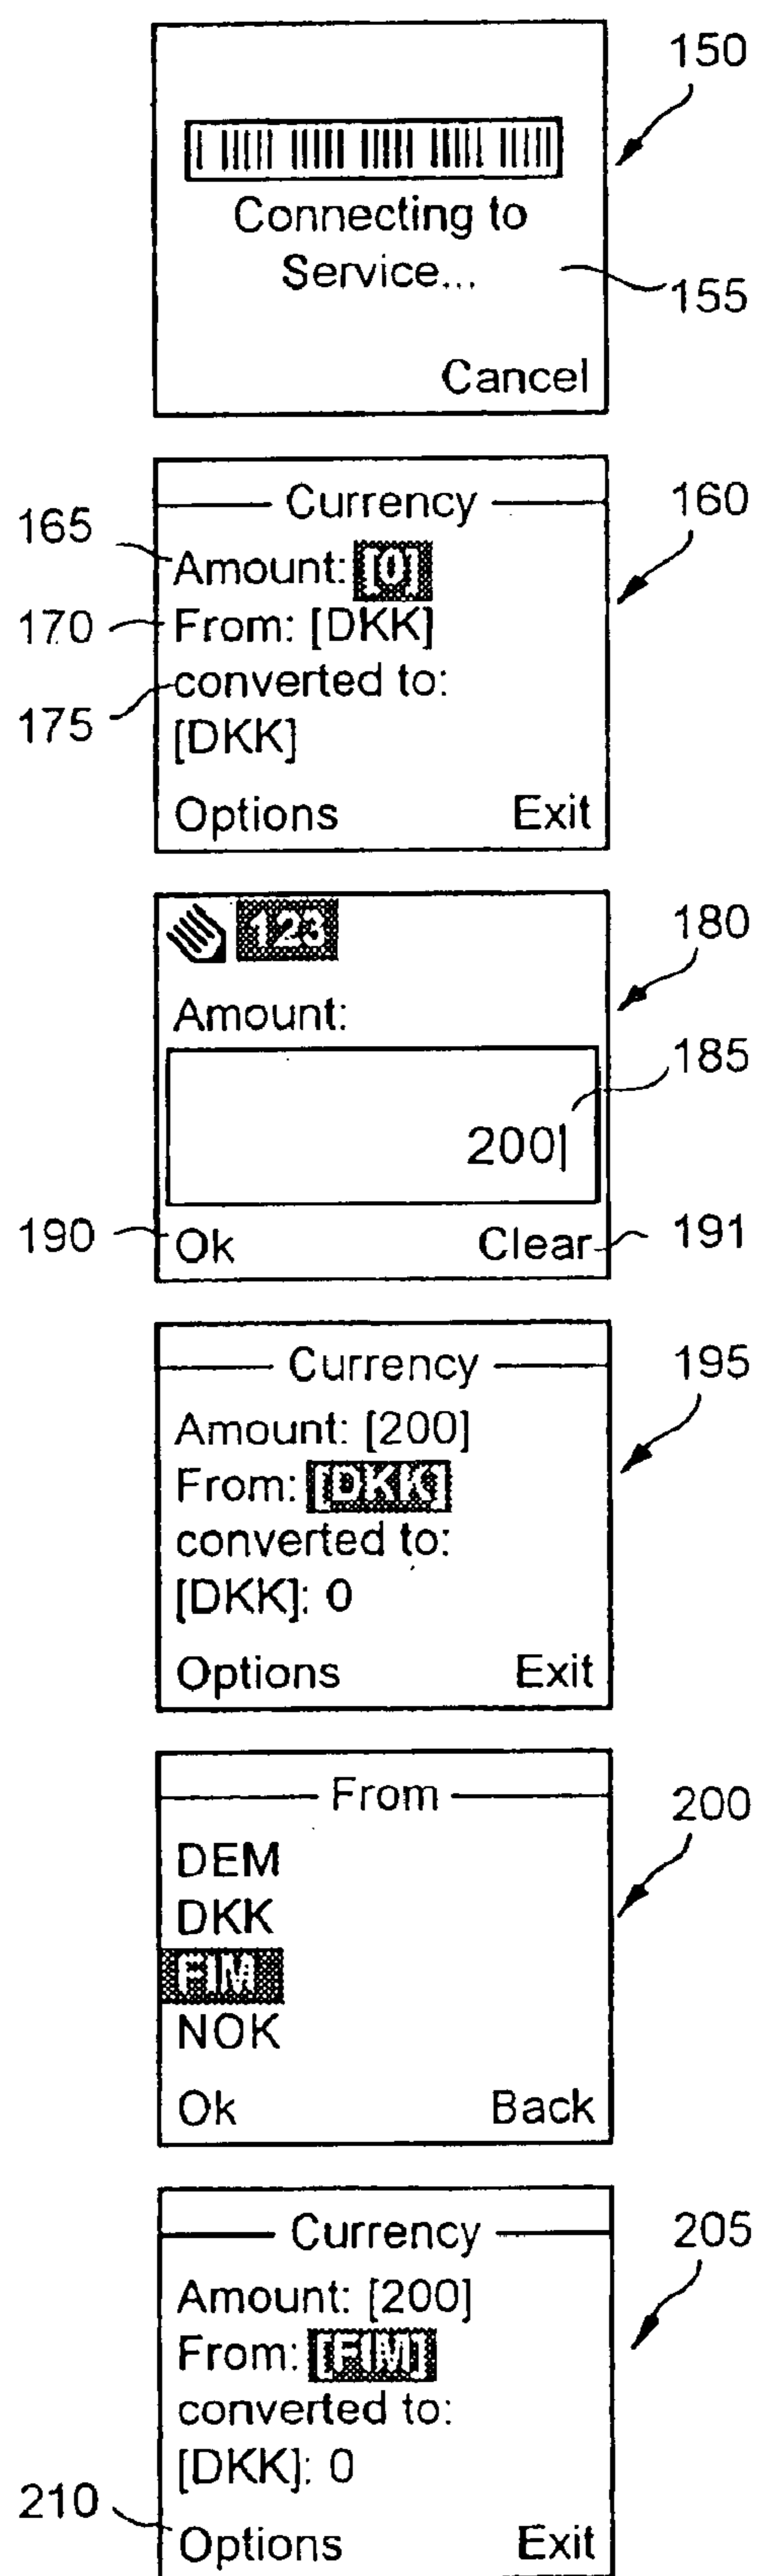 150
Connecting to
Service...
155
Cancel
Currency
160
165
Amount: [0]
170
From: [DKK]
175
converted to:
[DKK]
Options Exit
123
180
Amount:
185
200
190
Ok Clear
191
Currency
195
Amount: [200]
From: [DKK]
converted to:
[DKK]: 0
Options Exit
From
200
DEM
DKK
FIM
NOK
Ok Back
Currency
205
Amount: [200]
From: [FIM]
converted to:
[DKK]: 0
210
Options Exit